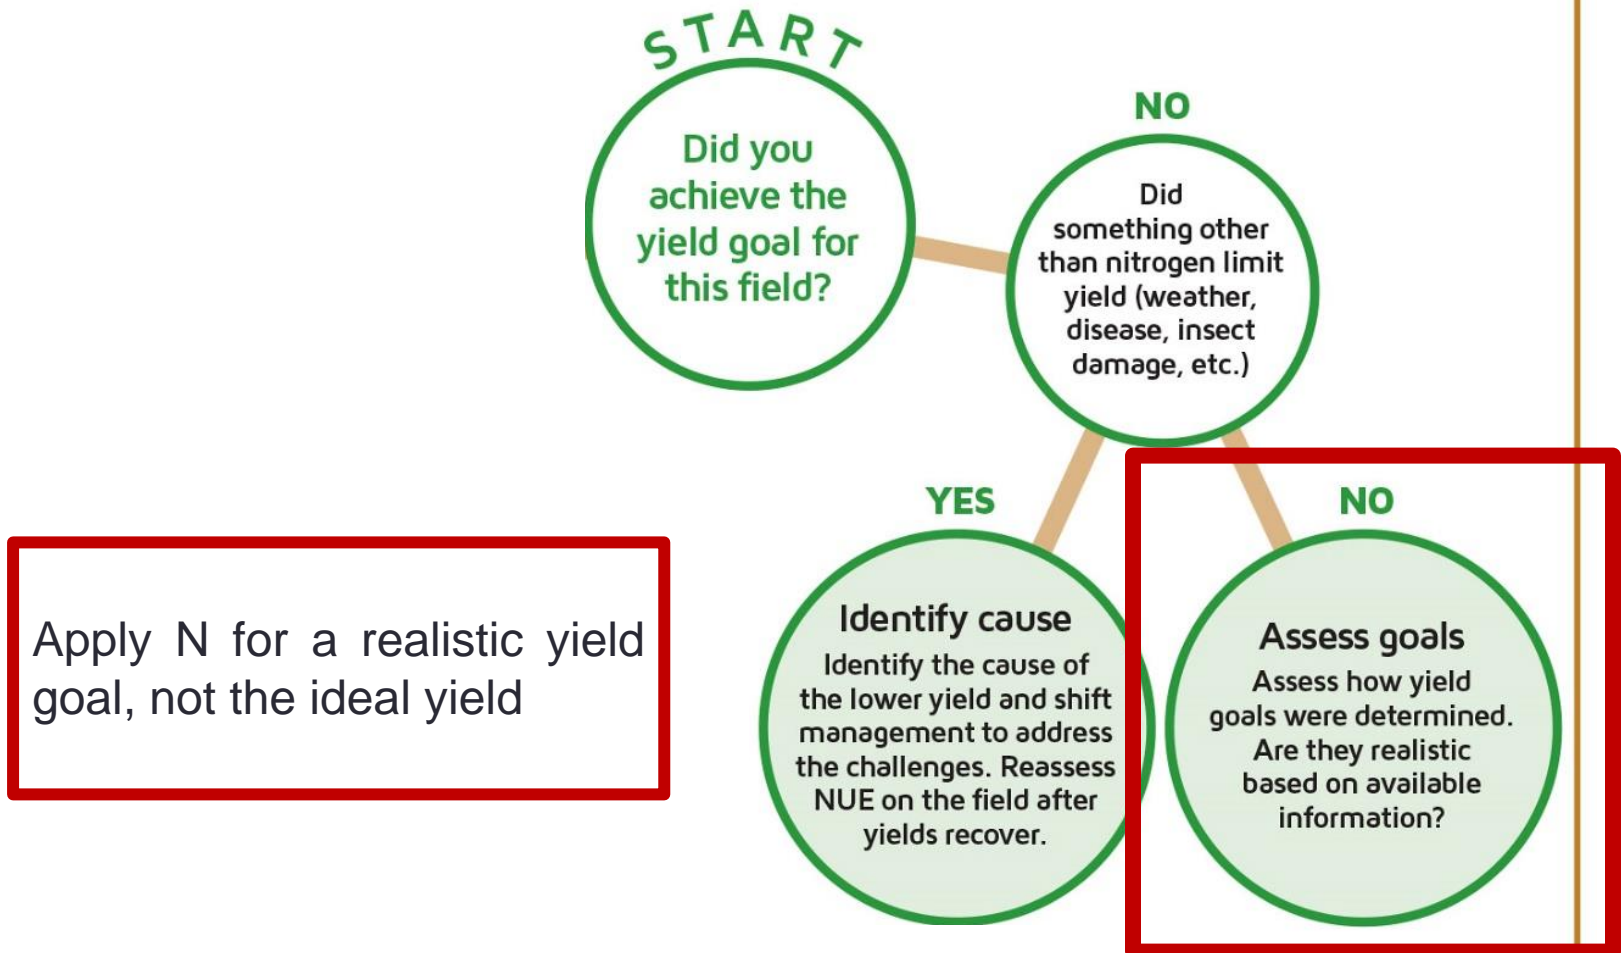 START
Did you
achieve the
yield goal for
this field?
NO
Did
something other
than nitrogen limit
yield (weather,
disease, insect
damage, etc.)
YES
Identify cause
Identify the cause of
the lower yield and shift
management to address
the challenges. Reassess
NUE on the field after
yields recover.
NO
Assess goals
Assess how yield
goals were determined.
Are they realistic
based on available
information?
Apply N for a realistic yield
goal, not the ideal yield